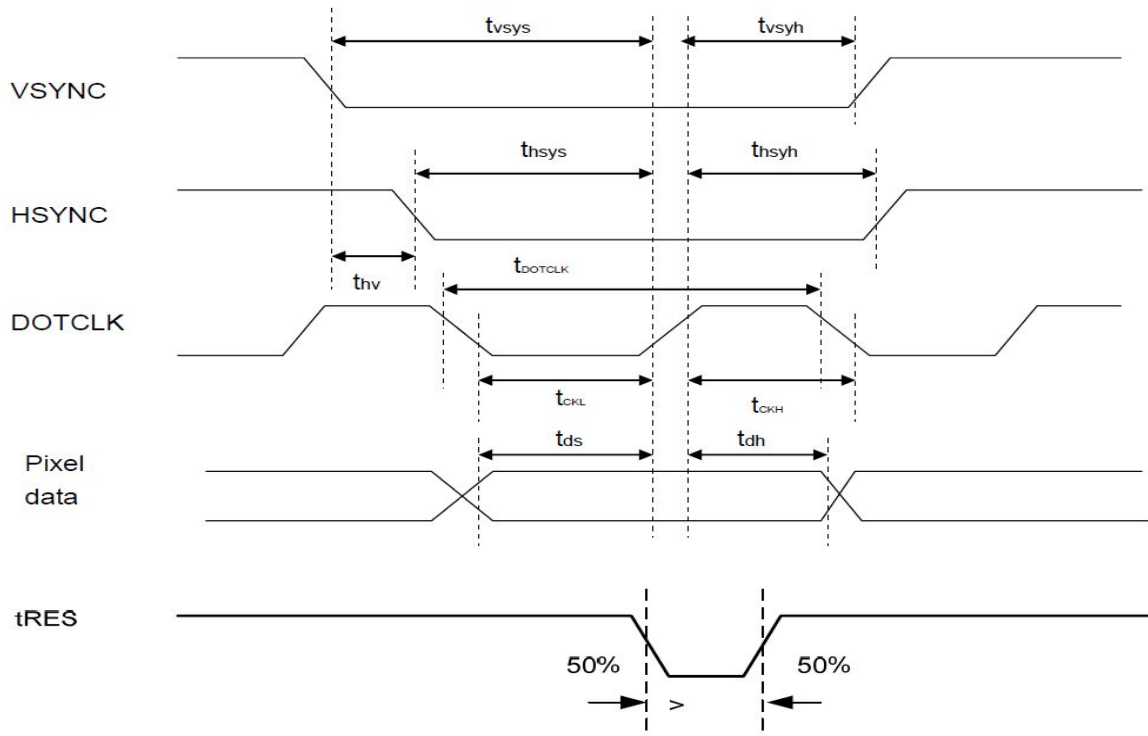 tvsys
tvsyh
VSYNC
thsys
thsyh
HSYNC
thv
tDOTCLK
DOTCLK
tCKL
tCKH
tds
tdh
Pixel
data
tRES
50%
50%
>